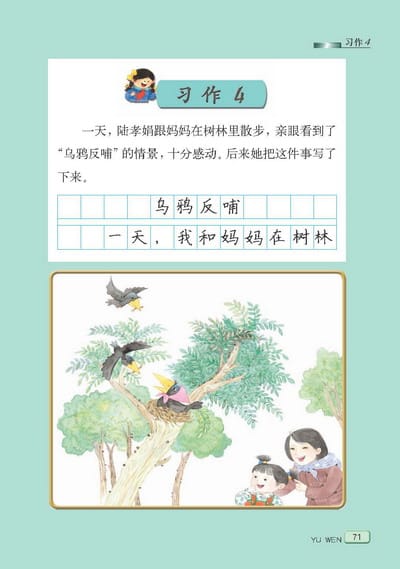 习作 4
习作 4
一天，陆孝娟跟妈妈在树林里散步，亲眼看到了
“乌鸦反哺”的情景，十分感动。后来她把这件事写了
下来。
乌鸦反哺
一天，我和妈妈在树林
YU WEN 71